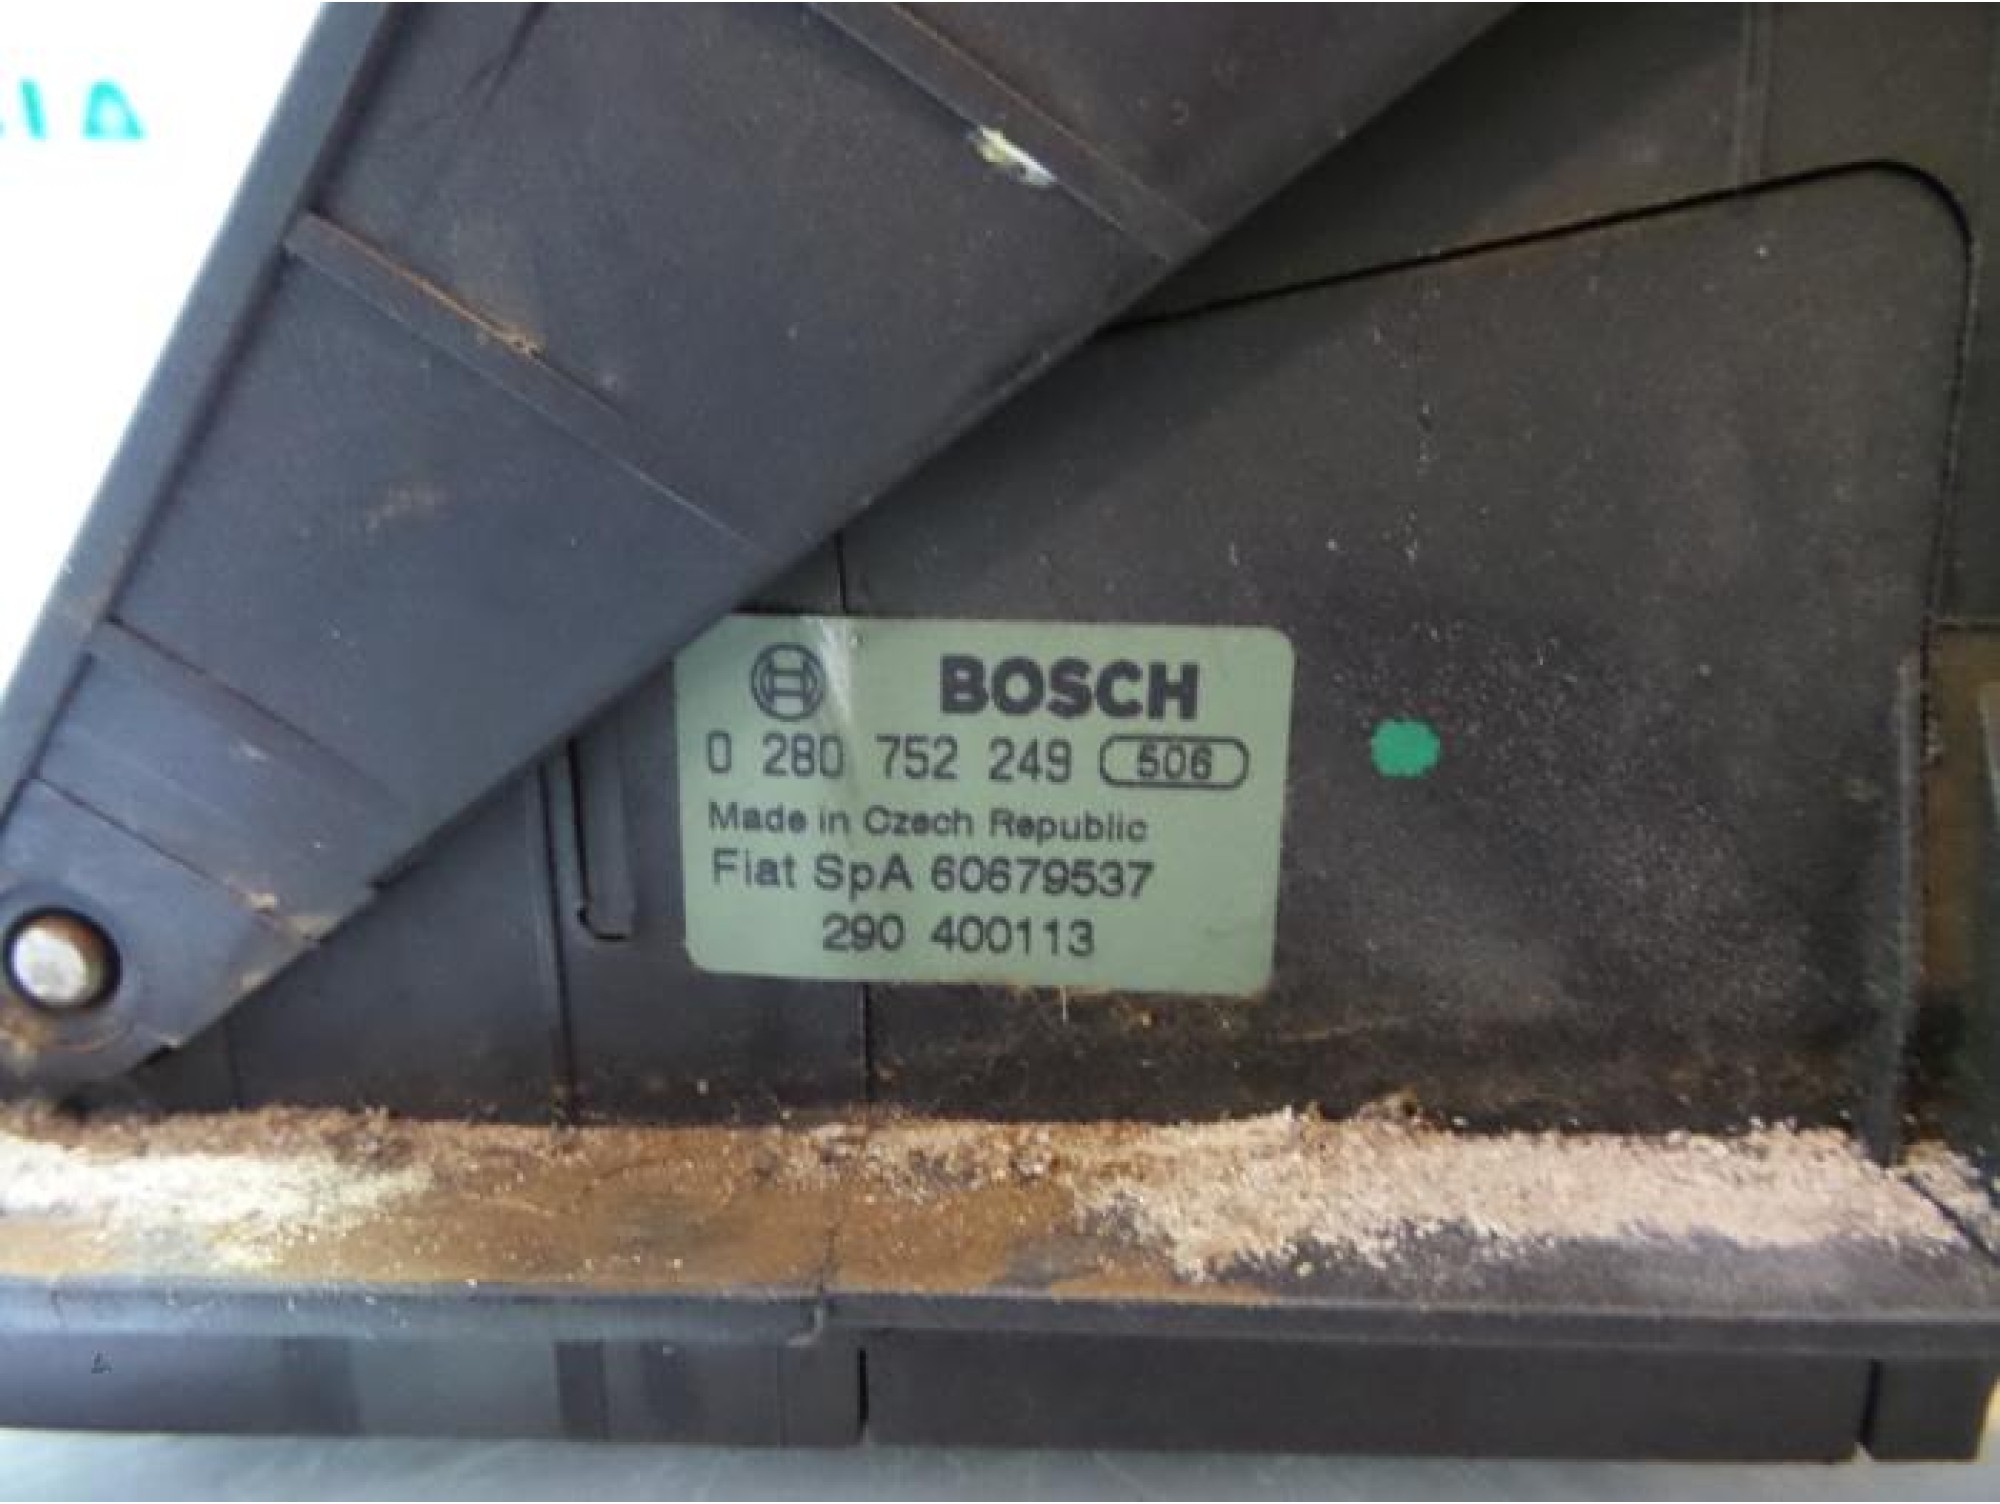 BOSCH
0 280 752 249 506
Made in Czech Republic
Fiat SpA 60679537
290 400113